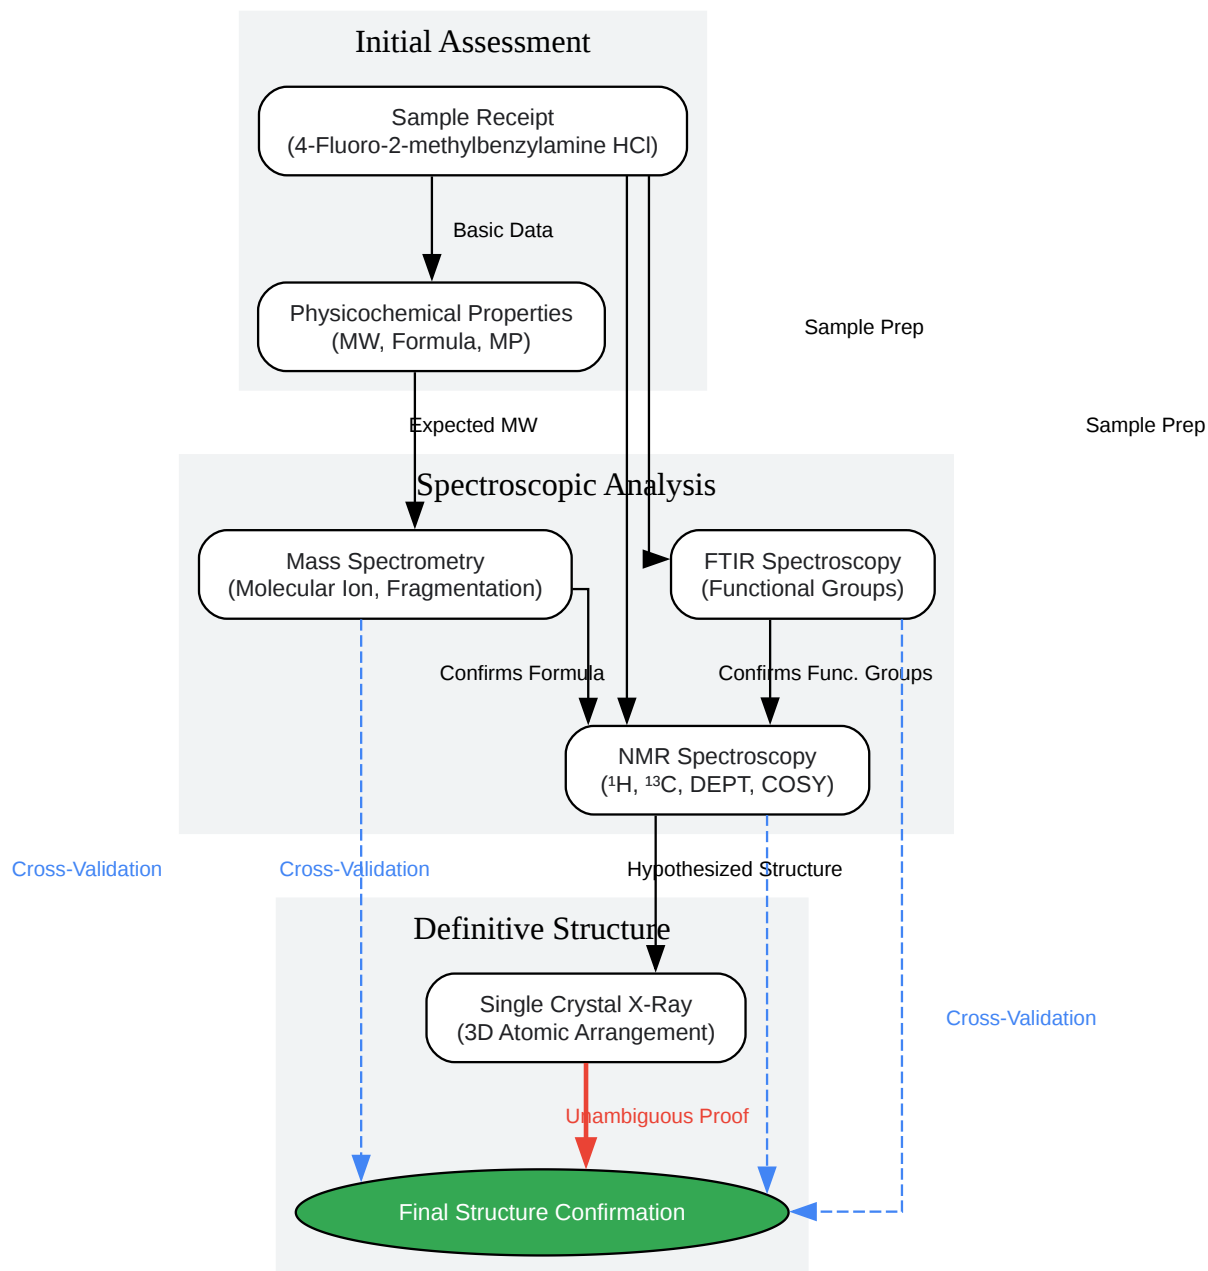 Initial Assessment
Sample Receipt
(4-Fluoro-2-methylbenzylamine HCl)
Basic Data
Physicochemical Properties
(MW, Formula, MP)
Sample Prep
Expected MW
Sample Prep
Spectroscopic Analysis
Mass Spectrometry
(Molecular Ion, Fragmentation)
FTIR Spectroscopy
(Functional Groups)
Confirms Formula
Confirms Func. Groups
NMR Spectroscopy
(¹H, ¹³C, DEPT, COSY)
Cross-Validation
Cross-Validation
Hypothesized Structure
Definitive Structure
Single Crystal X-Ray
(3D Atomic Arrangement)
Cross-Validation
Unambiguous Proof
Final Structure Confirmation